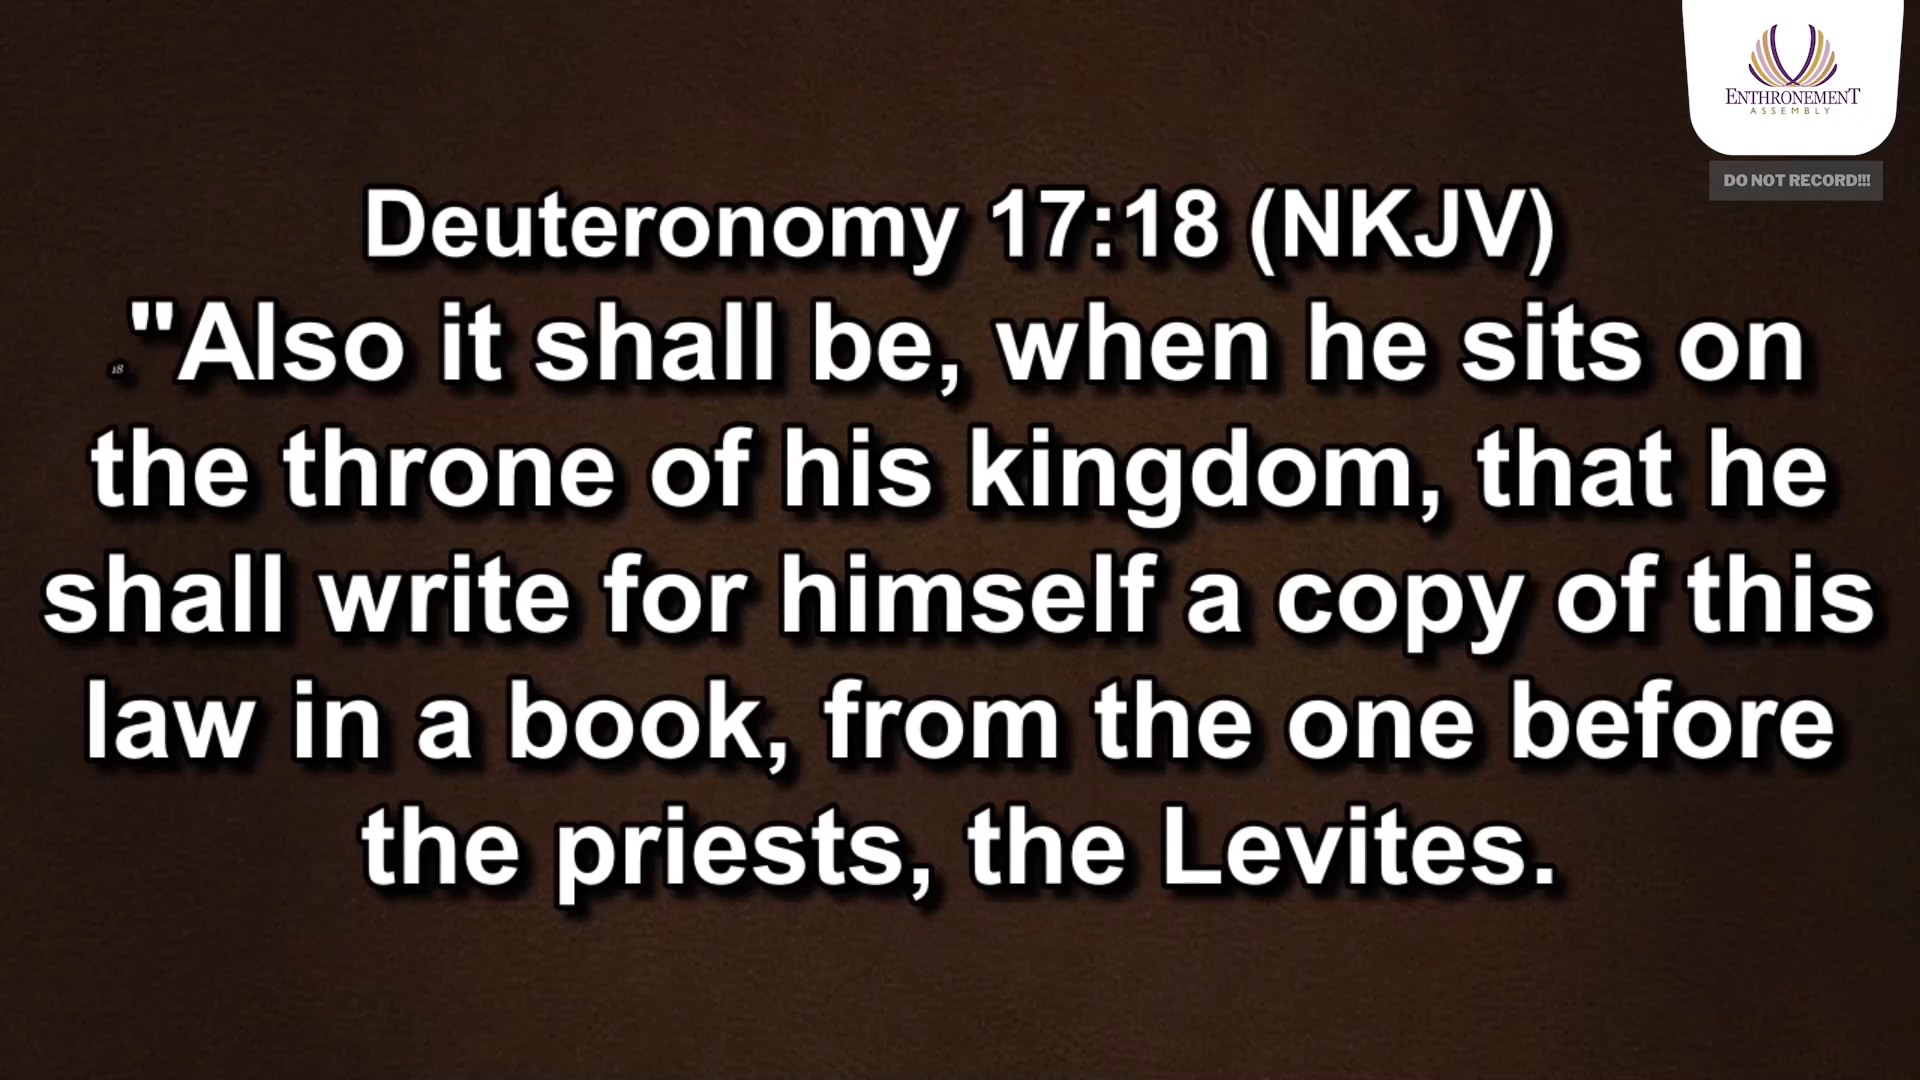 ENTHRONEMENT
ASSEMBLY
DO NOT RECORD!!!
Deuteronomy 17:18 (NKJV)
18 "Also it shall be, when he sits on
the throne of his kingdom, that he
shall write for himself a copy of this
law in a book, from the one before
the priests, the Levites.